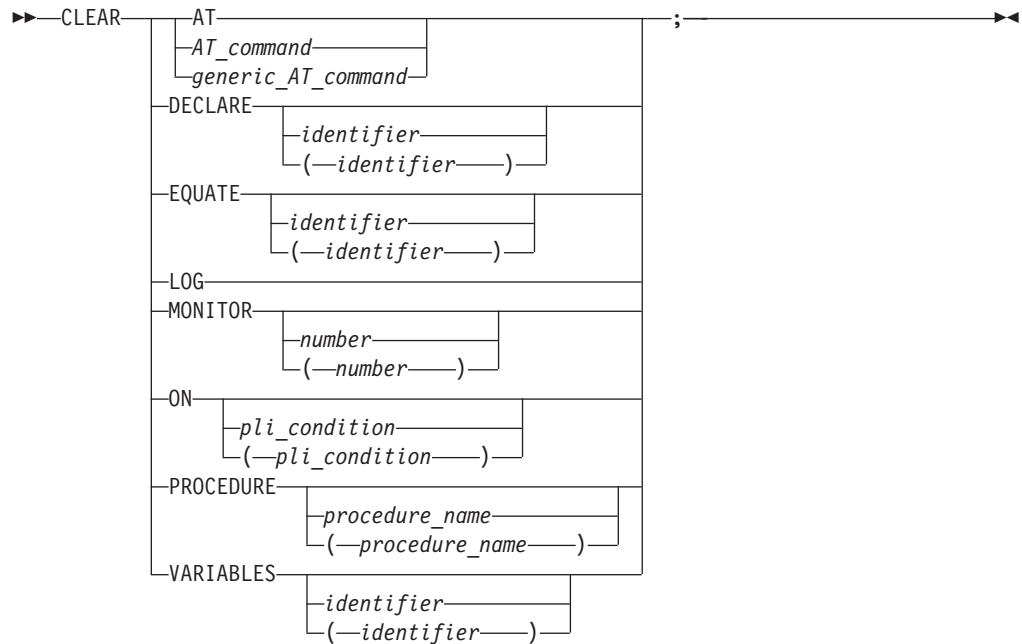 CLEAR AT ;
AT_command
generic_AT_command
DECLARE
identifier
( identifier )
EQUATE
identifier
( identifier )
LOG
MONITOR
number
( number )
ON
pli_condition
( pli_condition )
PROCEDURE
procedure_name
( procedure_name )
VARIABLES
identifier
( identifier )